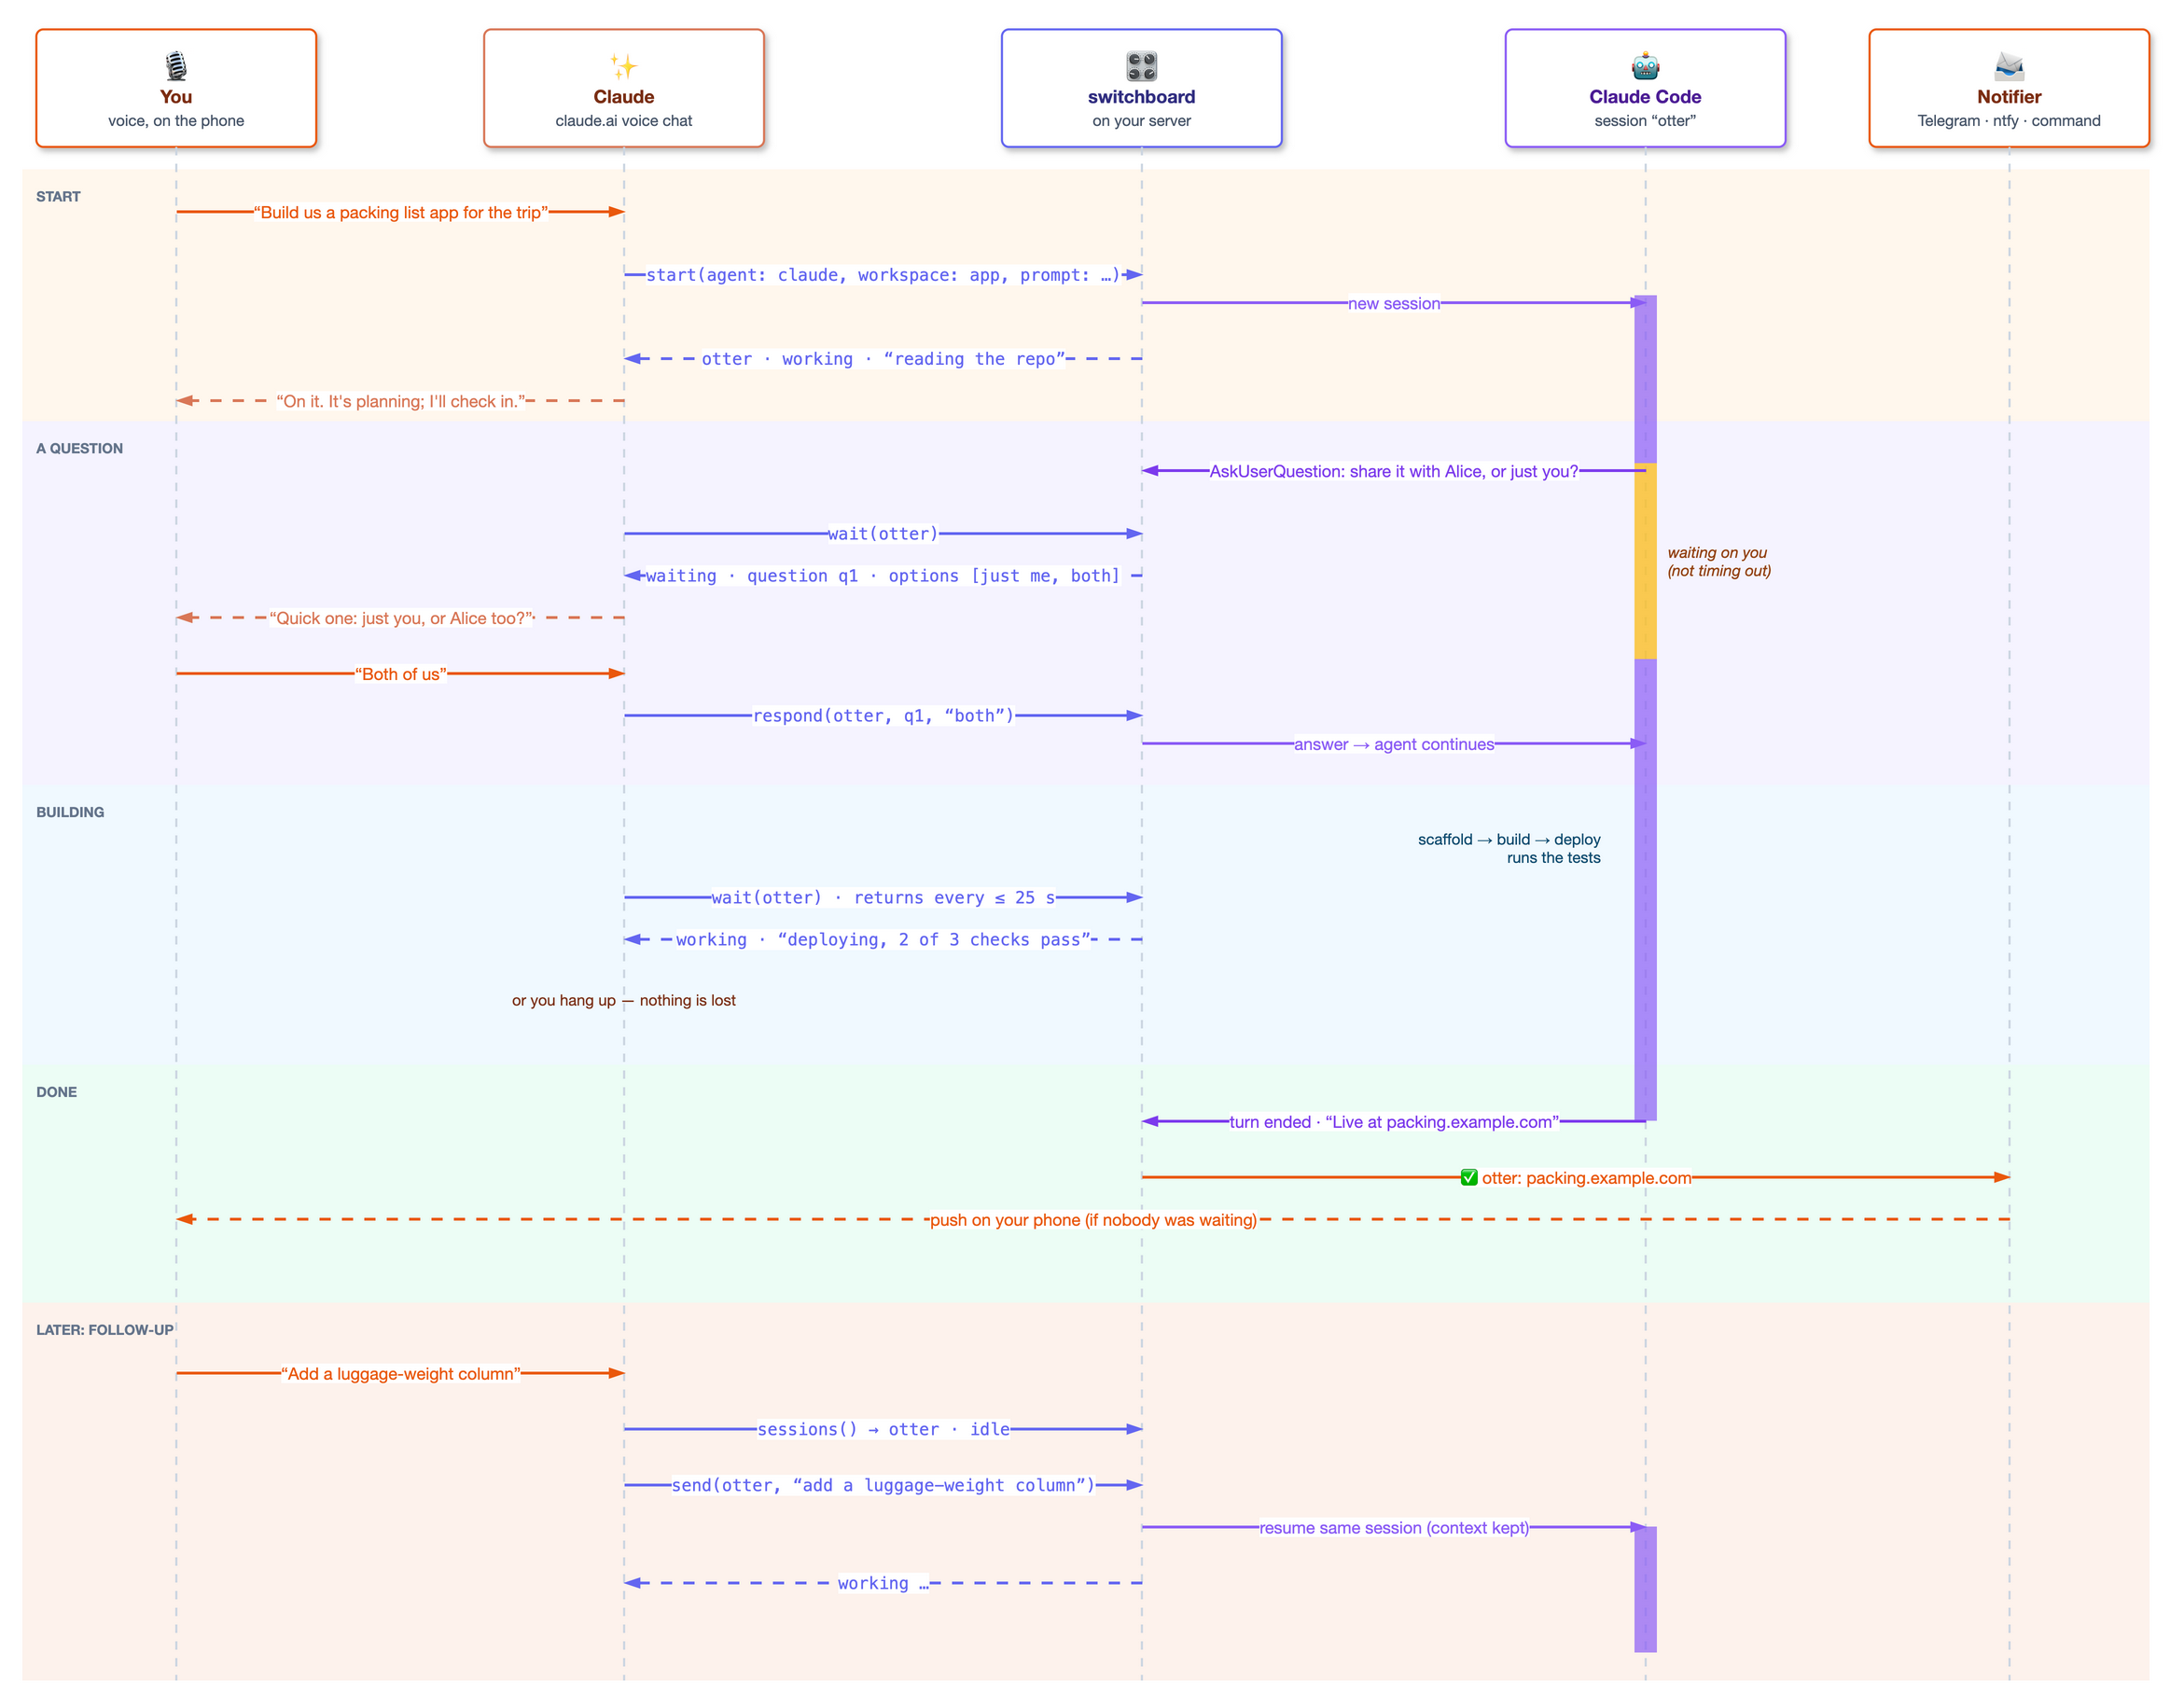 You
voice, on the phone
Claude
claude.ai voice chat
switchboard
on your server
Claude Code
session “otter”
Notifier
Telegram · ntfy · command
START
“Build us a packing list app for the trip”
start(agent: claude, workspace: app, prompt: …)
new session
otter · working · “reading the repo”
“On it. It's planning; I'll check in.”
A QUESTION
AskUserQuestion: share it with Alice, or just you?
wait(otter)
waiting on you
(not timing out)
waiting · question q1 · options [just me, both]
“Quick one: just you, or Alice too?”
“Both of us”
respond(otter, q1, “both”)
answer → agent continues
BUILDING
scaffold → build → deploy
runs the tests
wait(otter) · returns every ≤ 25 s
working · “deploying, 2 of 3 checks pass”
or you hang up — nothing is lost
DONE
turn ended · “Live at packing.example.com”
✅ otter: packing.example.com
push on your phone (if nobody was waiting)
LATER: FOLLOW-UP
“Add a luggage-weight column”
sessions() → otter · idle
send(otter, “add a luggage-weight column”)
resume same session (context kept)
working …